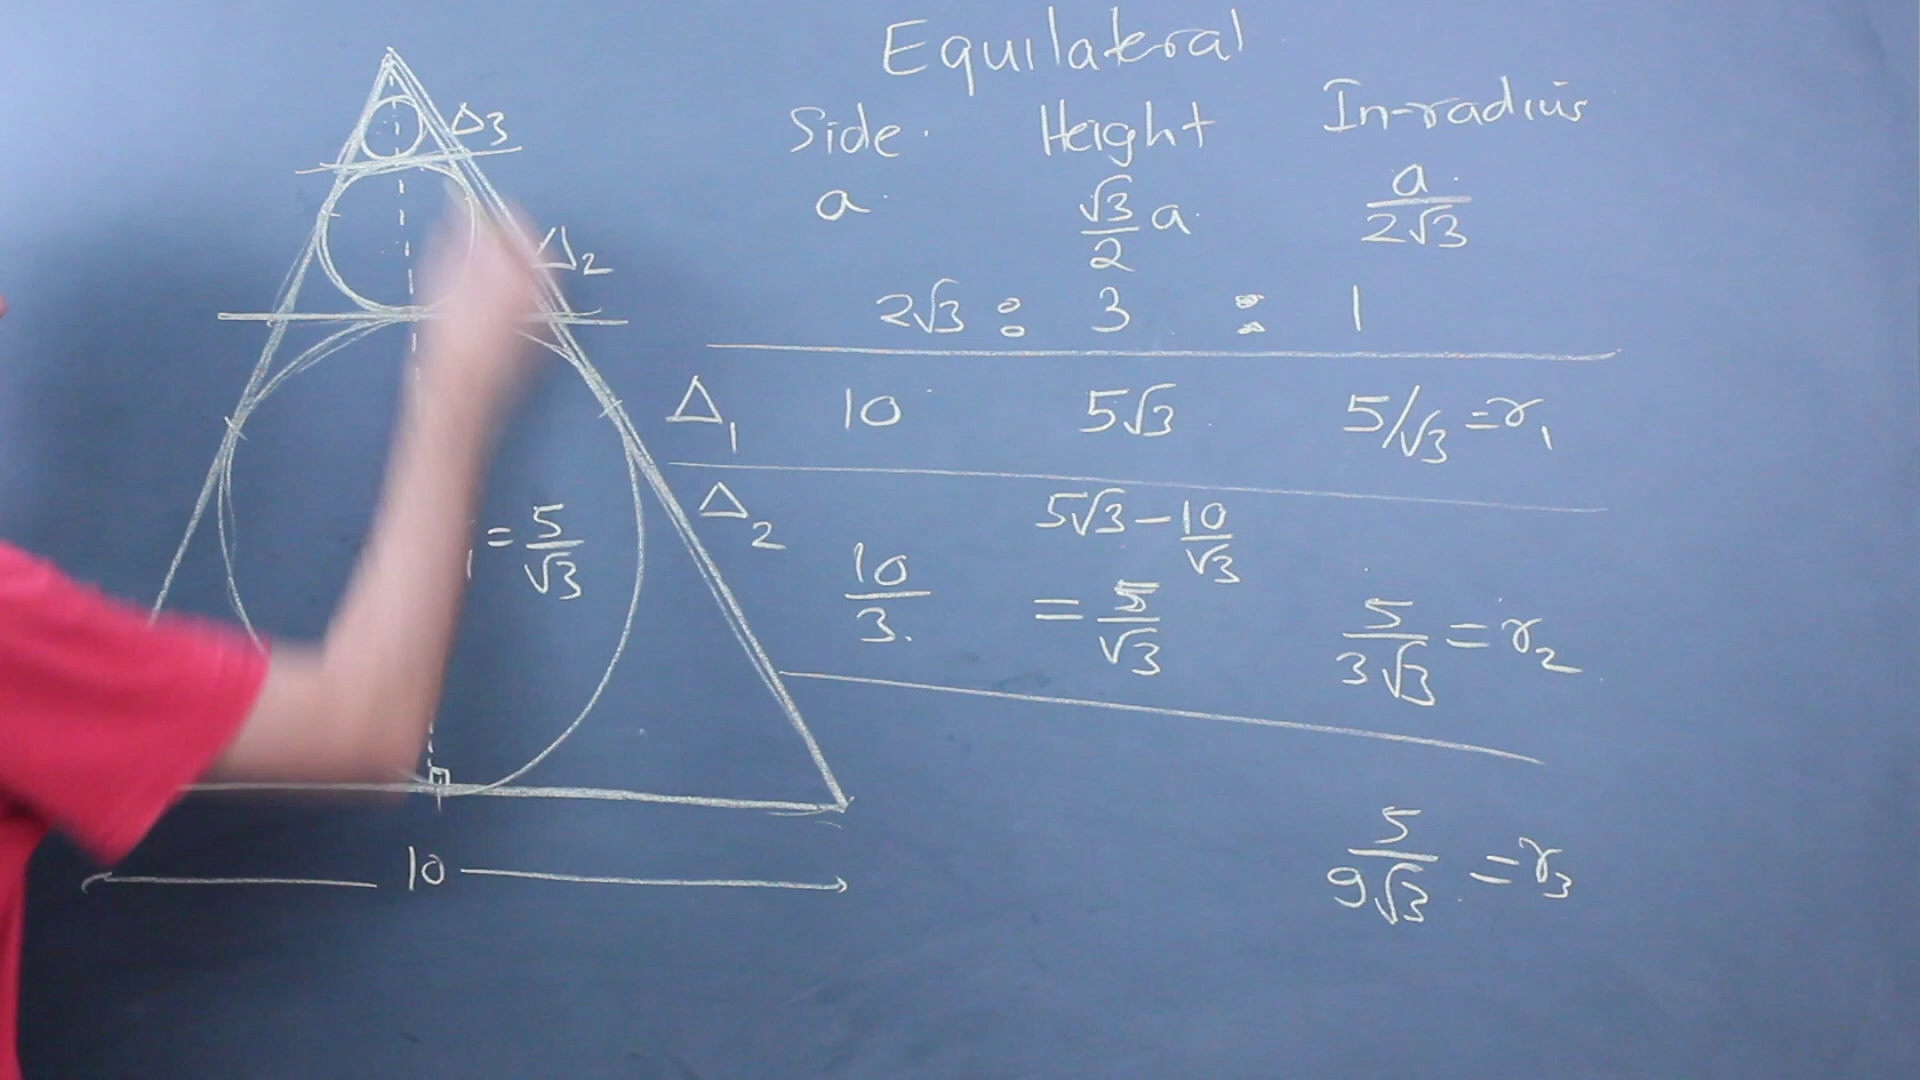 Equilateral
Side. Height In-radius
a. √3/2 a. a/2√3
2√3 : 3 : 1
Δ1 10 5√3 5/√3 = r1
Δ2 10/3. 5√3 - 10/√3 = 5/√3 5/3√3 = r2
5/9√3 = r3
Δ3
Δ2
= 5/√3
10